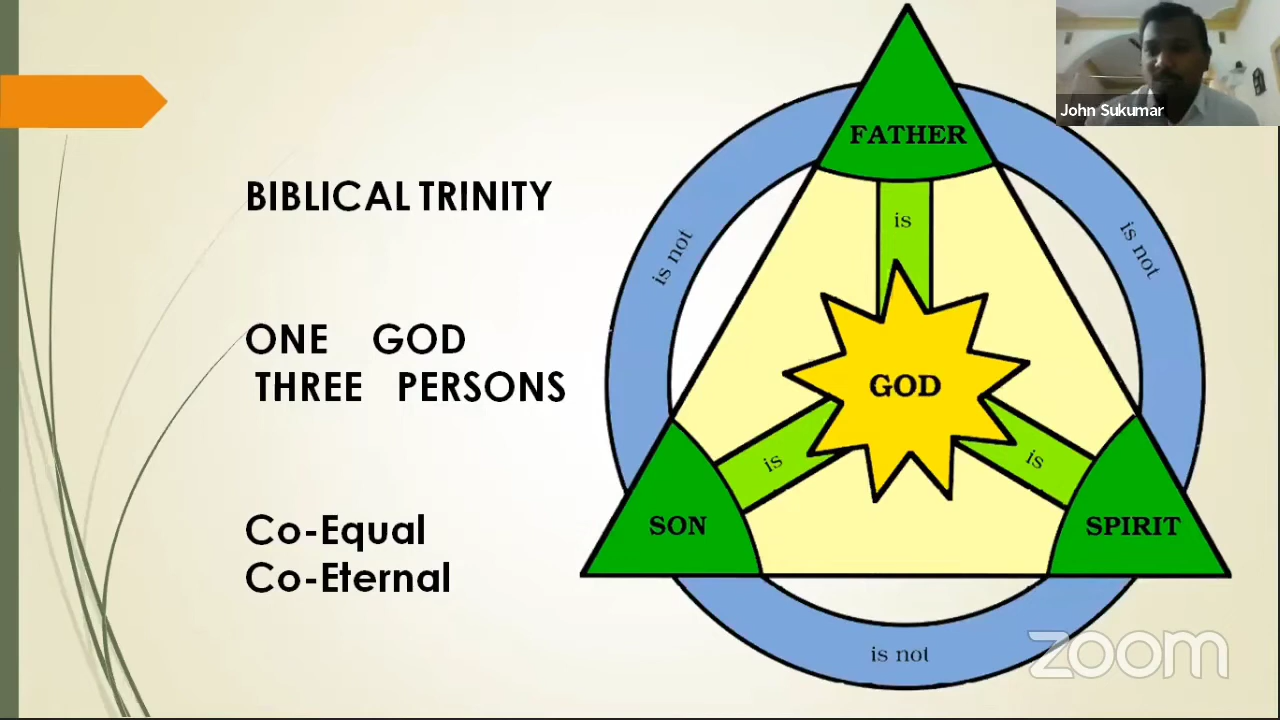 John Sukumar
BIBLICAL TRINITY
ONE GOD
THREE PERSONS
Co-Equal
Co-Eternal
FATHER
is
is not
is not
GOD
is
is
SON
SPIRIT
is not
zoom